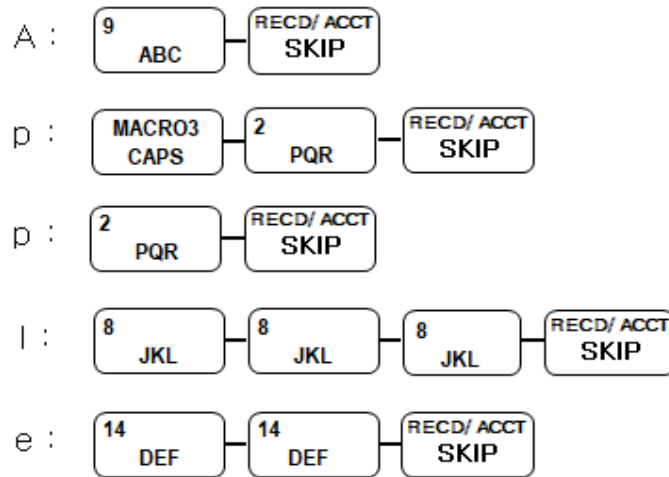 A : 9 ABC RECD/ ACCT SKIP
p : MACRO3 CAPS 2 PQR RECD/ ACCT SKIP
p : 2 PQR RECD/ ACCT SKIP
l : 8 JKL 8 JKL 8 JKL RECD/ ACCT SKIP
e : 14 DEF 14 DEF RECD/ ACCT SKIP